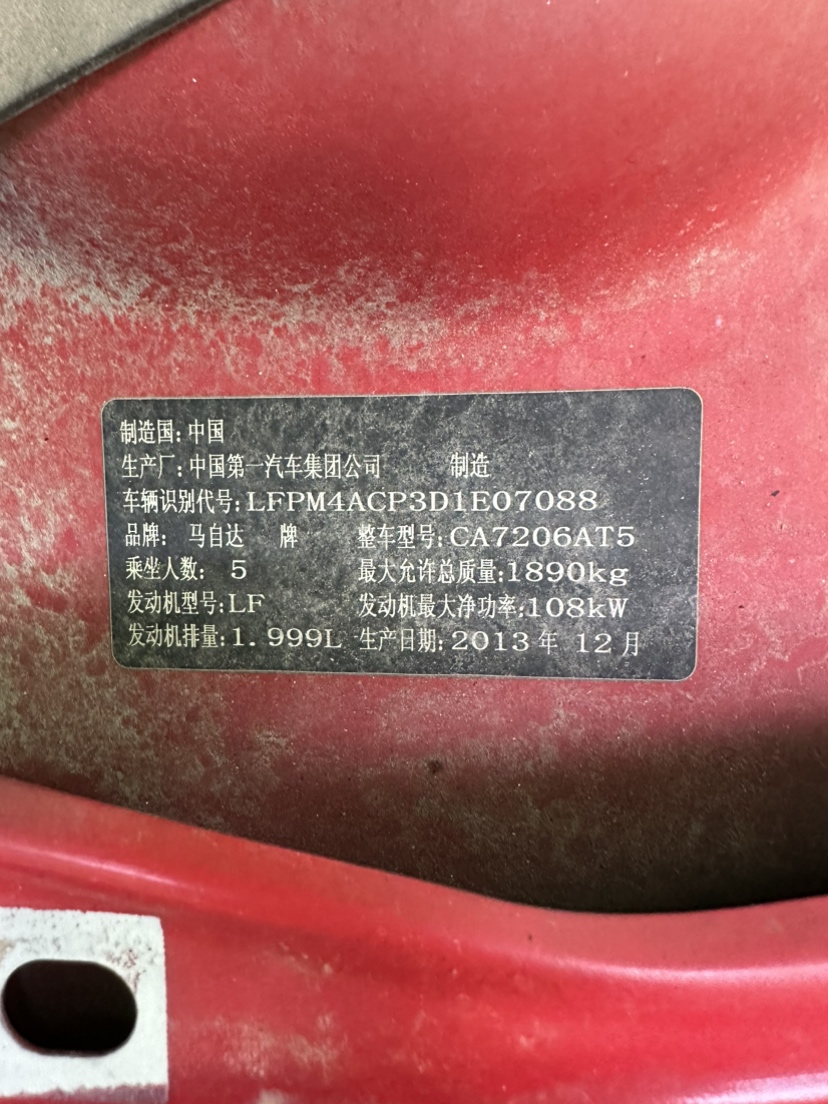 制造国:中国
生产厂:中国第一汽车集团公司 制造
车辆识别代号:LFPM4ACP3D1E07088
品牌: 马自达 牌 整车型号:CA7206AT5
乘坐人数: 5 最大允许总质量:1890kg
发动机型号:LF 发动机最大净功率:108kW
发动机排量:1.999L 生产日期:2013年 12月